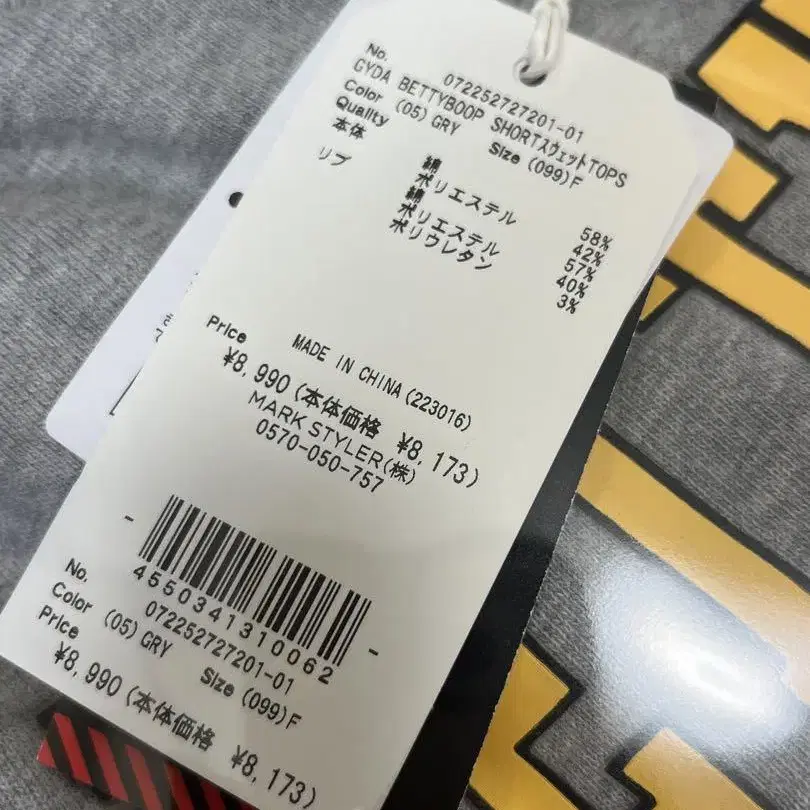 No. 072252727201-01
GYDA BETTYBOOP SHORTスウェットTOPS
Color (05)GRY Size (099)F
Quality
本体 綿 58%
ポリエステル 42%
リブ 綿 57%
ポリエステル 40%
ポリウレタン 3%
MADE IN CHINA(223016)
Price
¥8,990(本体価格 ¥8,173)
MARK STYLER(株)
0570-050-757
4550341310062
No. 072252727201-01
Color (05)GRY Size (099)F
Price
¥8,990(本体価格 ¥8,173)